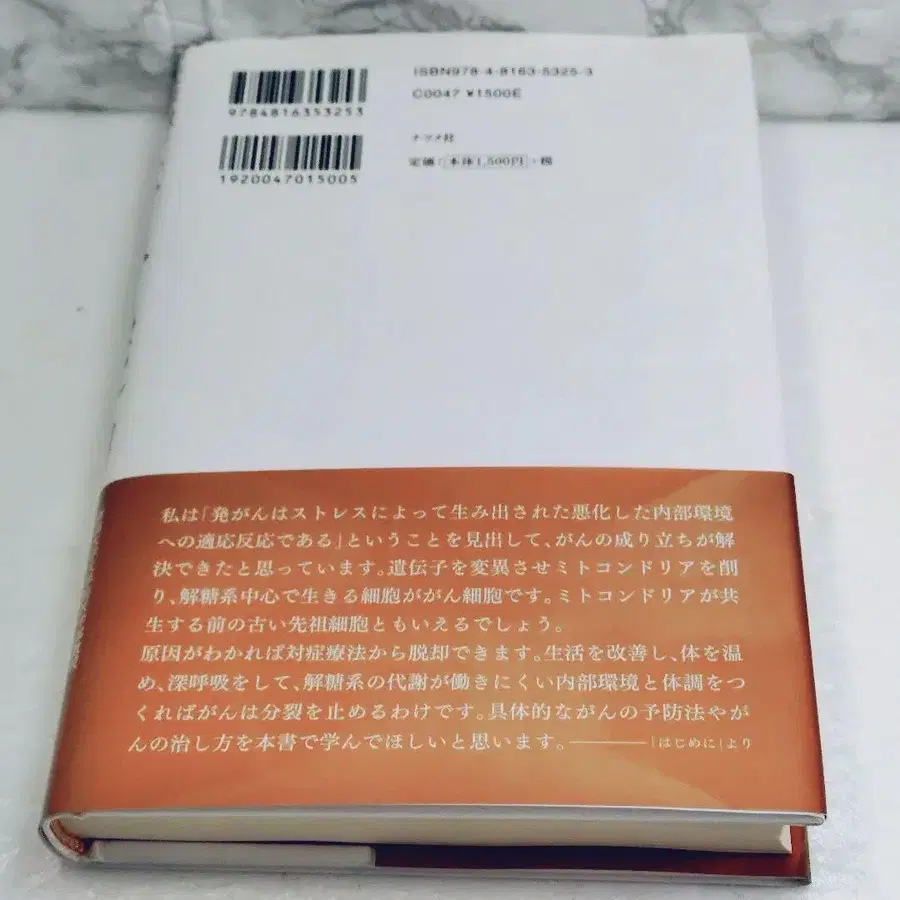 ISBN978-4-8163-5325-3
C0047 ¥1500E
9784816353253
ナツメ社
定価:本体1,500円+税
1920047015005
私は「発がんはストレスによって生み出された悪化した内部環境
への適応反応である」ということを見出して、がんの成り立ちが解
決できたと思っています。遺伝子を変異させミトコンドリアを削
り、解糖系中心で生きる細胞ががん細胞です。ミトコンドリアが共
生する前の古い先祖細胞ともいえるでしょう。
原因がわかれば対症療法から脱却できます。生活を改善し、体を温
め、深呼吸をして、解糖系の代謝が働きにくい内部環境と体調をつ
くればがんは分裂を止めるわけです。具体的ながんの予防法やが
んの治し方を本書で学んでほしいと思います。――「はじめに」より